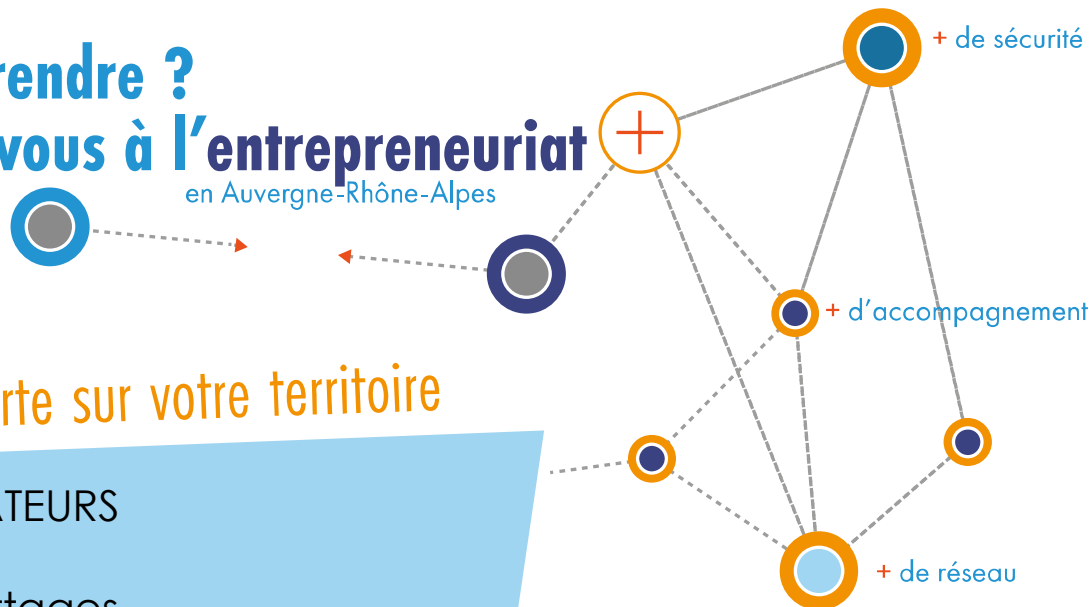 + de sécurité
rendre ?
vous à l'entrepreneuriat
en Auvergne-Rhône-Alpes
+ d'accompagnement
rte sur votre territoire
ATEURS
+ de réseau